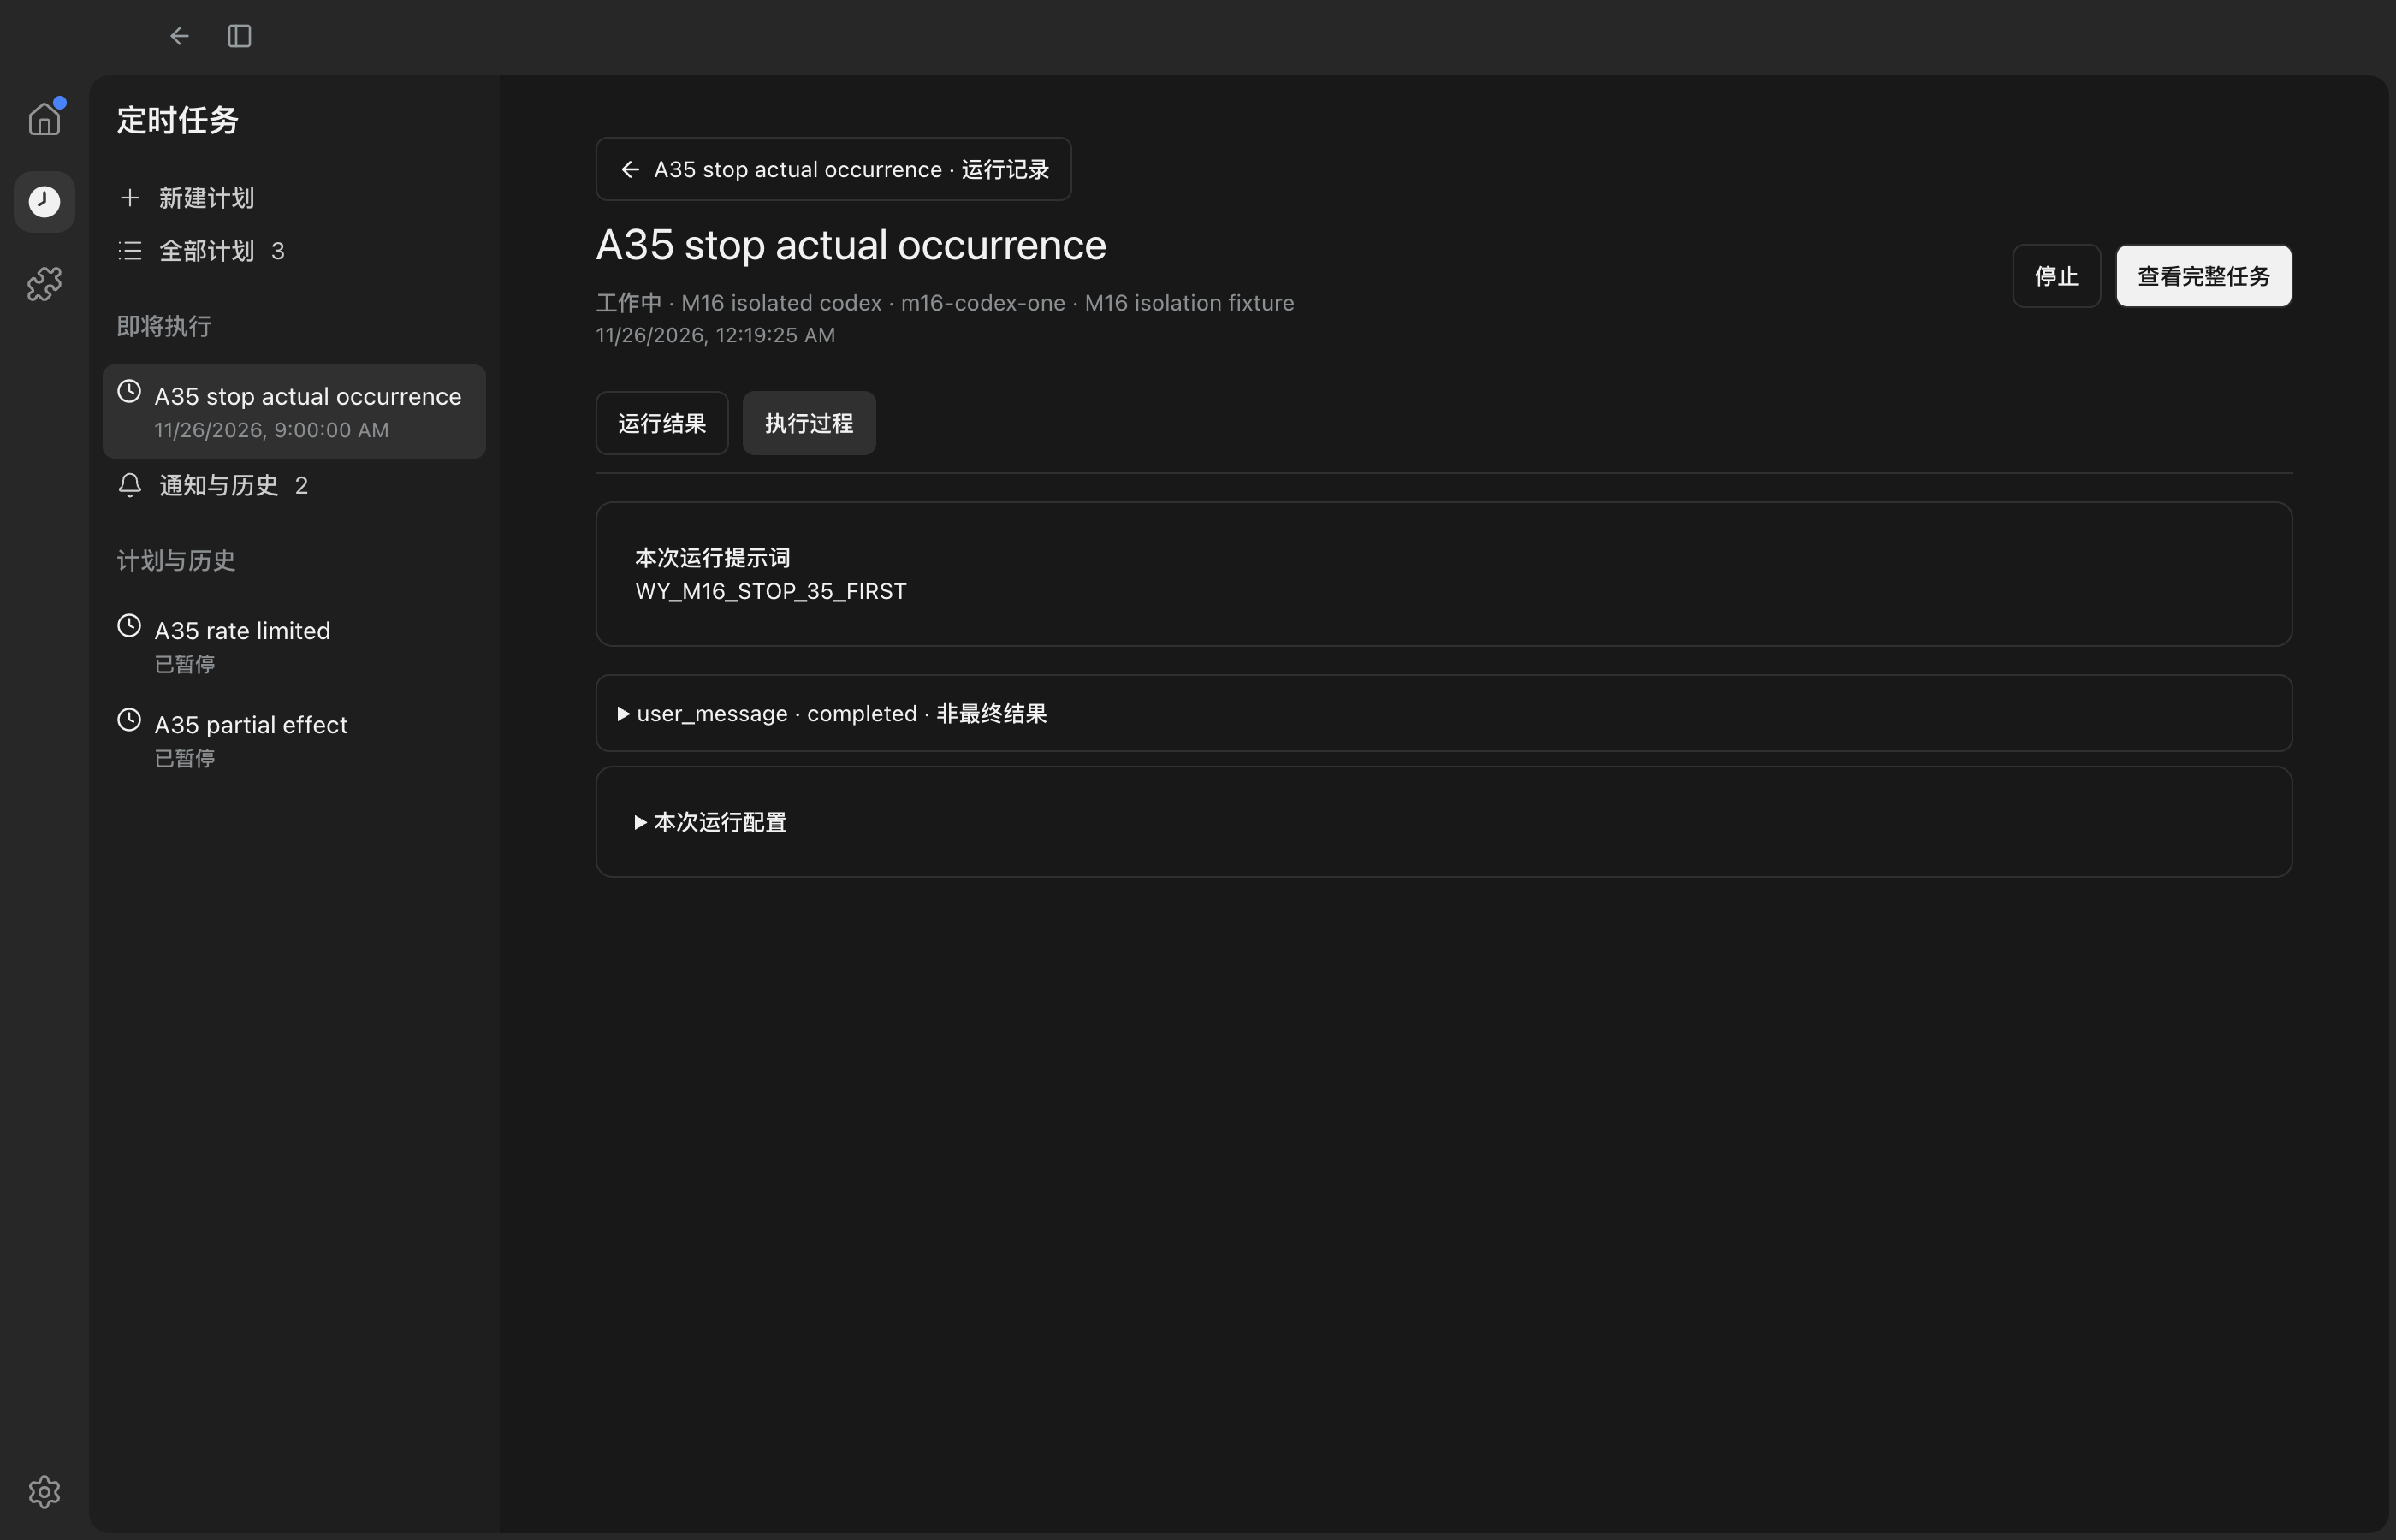 定时任务
新建计划
全部计划 3
即将执行
A35 stop actual occurrence
11/26/2026, 9:00:00 AM
通知与历史 2
计划与历史
A35 rate limited
已暂停
A35 partial effect
已暂停
A35 stop actual occurrence · 运行记录
A35 stop actual occurrence
工作中 · M16 isolated codex · m16-codex-one · M16 isolation fixture
11/26/2026, 12:19:25 AM
停止
查看完整任务
运行结果
执行过程
本次运行提示词
WY_M16_STOP_35_FIRST
user_message · completed · 非最终结果
本次运行配置